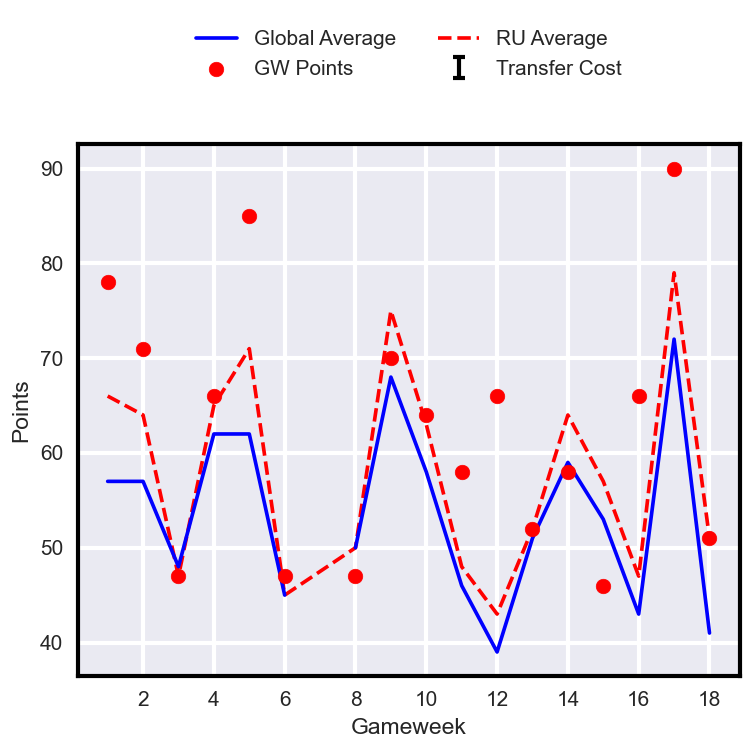 Global Average
RU Average
GW Points
Transfer Cost
90
80
70
60
50
40
Points
2 4 6 8 10 12 14 16 18
Gameweek